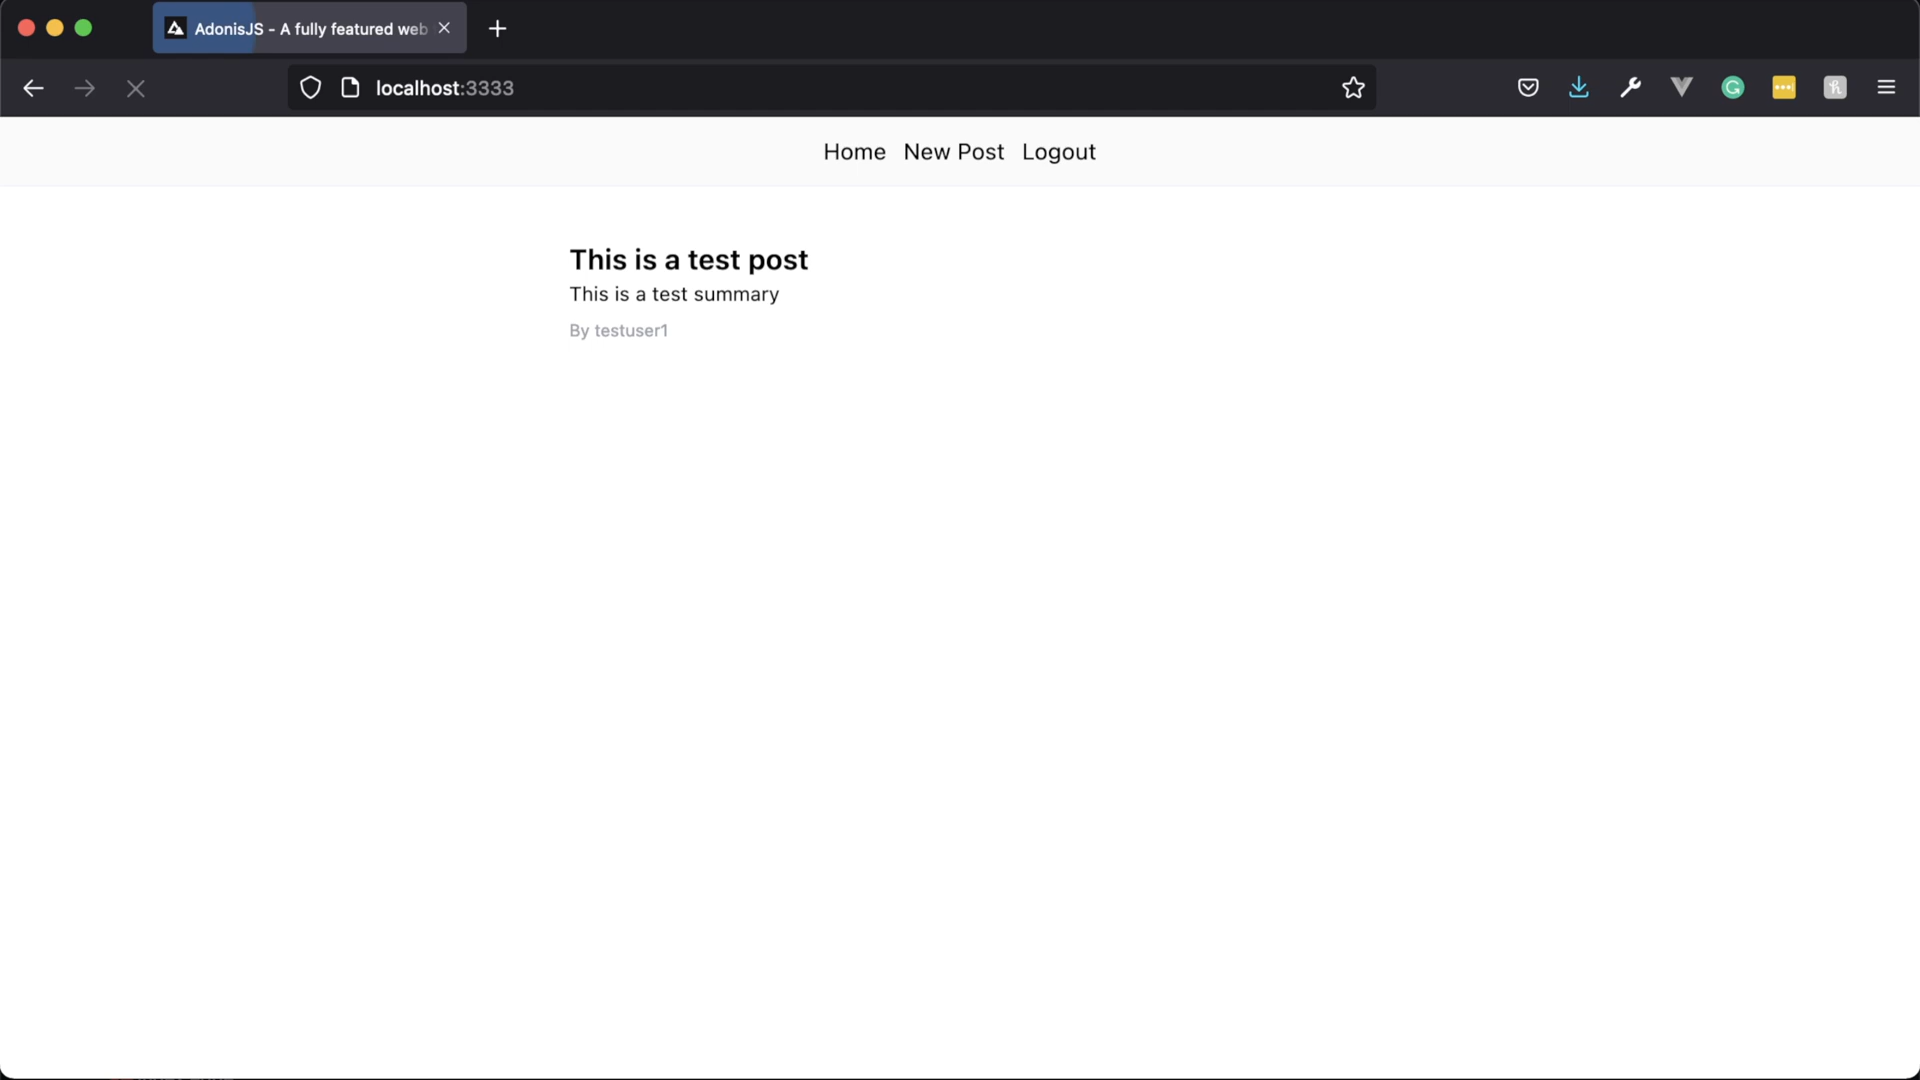 AdonisJS - A fully featured web
localhost:3333
Home New Post Logout
This is a test post
This is a test summary
By testuser1